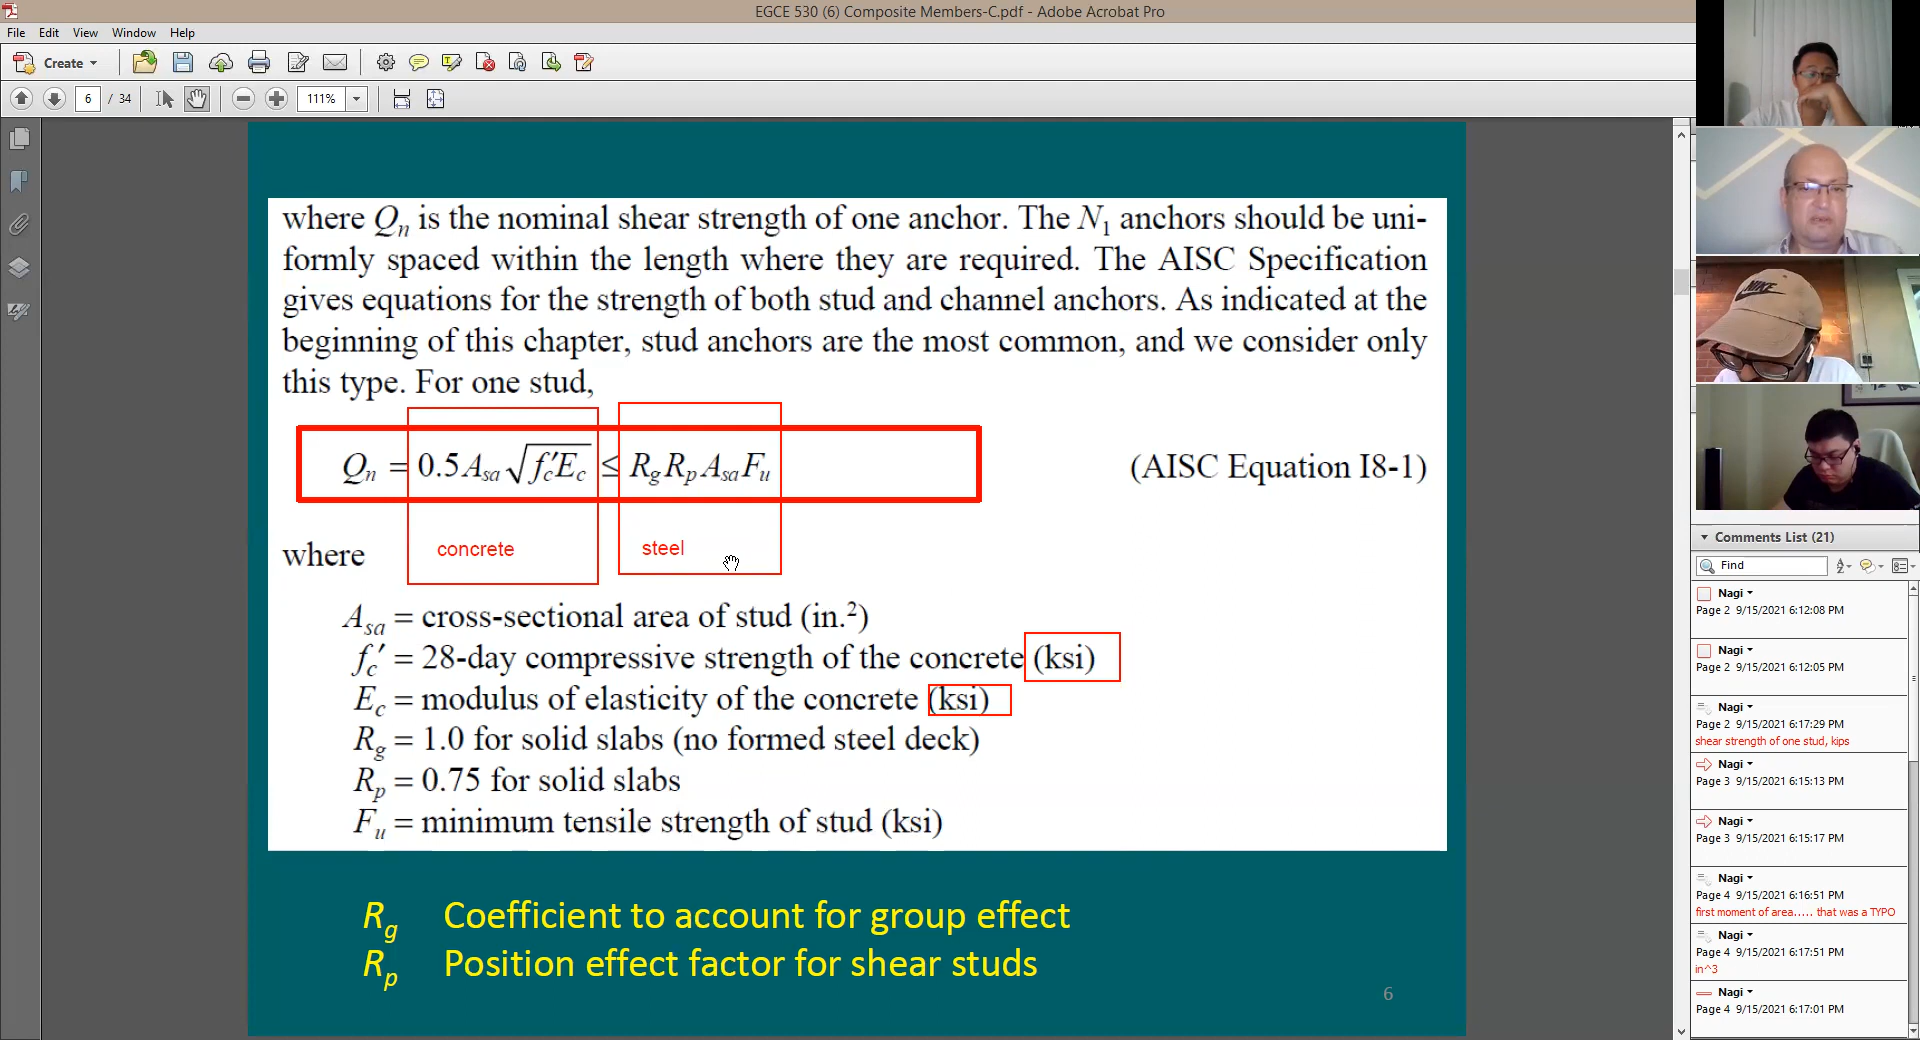 EGCE 530 (6) Composite Members-C.pdf - Adobe Acrobat Pro
File Edit View Window Help
Create
6 / 34 111%
where Qn is the nominal shear strength of one anchor. The N1 anchors should be uni-
formly spaced within the length where they are required. The AISC Specification
gives equations for the strength of both stud and channel anchors. As indicated at the
beginning of this chapter, stud anchors are the most common, and we consider only
this type. For one stud,
Qn = 0.5Asa√f′cEc ≤ RgRpAsaFu (AISC Equation I8-1)
concrete steel
where
Asa = cross-sectional area of stud (in.²)
f′c = 28-day compressive strength of the concrete (ksi)
Ec = modulus of elasticity of the concrete (ksi)
Rg = 1.0 for solid slabs (no formed steel deck)
Rp = 0.75 for solid slabs
Fu = minimum tensile strength of stud (ksi)
Rg Coefficient to account for group effect
Rp Position effect factor for shear studs
6
NIKE
Comments List (21)
Find
Nagi
Page 2 9/15/2021 6:12:08 PM
Nagi
Page 2 9/15/2021 6:12:05 PM
Nagi
Page 2 9/15/2021 6:17:29 PM
shear strength of one stud, kips
Nagi
Page 3 9/15/2021 6:15:13 PM
Nagi
Page 3 9/15/2021 6:15:17 PM
Nagi
Page 4 9/15/2021 6:16:51 PM
first moment of area..... that was a TYPO
Nagi
Page 4 9/15/2021 6:17:51 PM
in^3
Nagi
Page 4 9/15/2021 6:17:01 PM